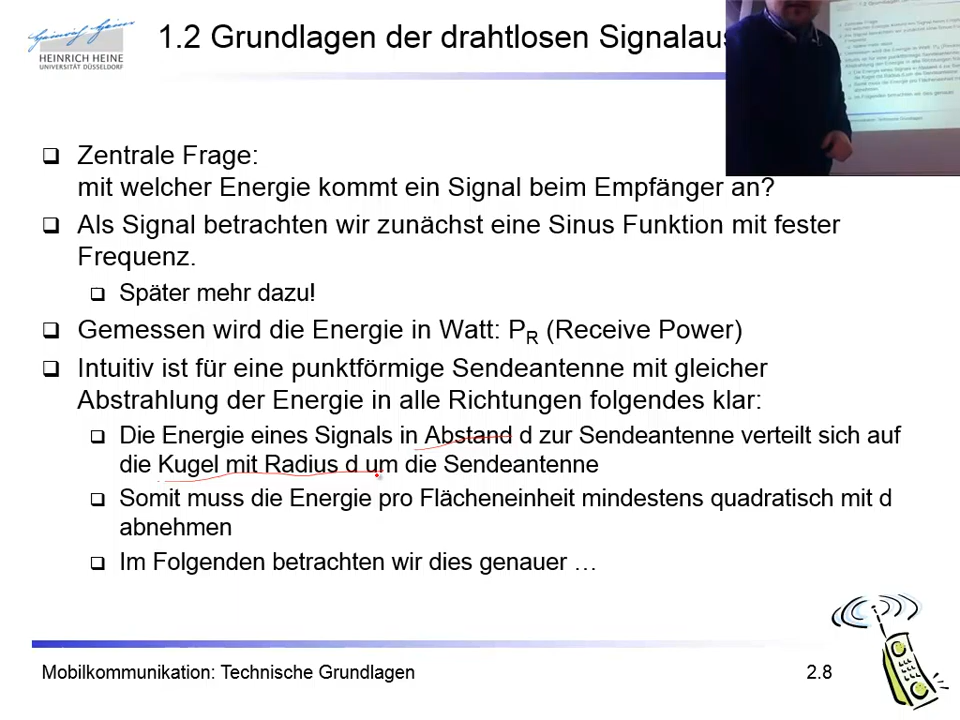 Heinrich Heine
HEINRICH HEINE
UNIVERSITÄT DÜSSELDORF
1.2 Grundlagen der drahtlosen Signalaus
Zentrale Frage:
mit welcher Energie kommt ein Signal beim Empfänger an?
Als Signal betrachten wir zunächst eine Sinus Funktion mit fester
Frequenz.
Später mehr dazu!
Gemessen wird die Energie in Watt: PR (Receive Power)
Intuitiv ist für eine punktförmige Sendeantenne mit gleicher
Abstrahlung der Energie in alle Richtungen folgendes klar:
Die Energie eines Signals in Abstand d zur Sendeantenne verteilt sich auf
die Kugel mit Radius d um die Sendeantenne
Somit muss die Energie pro Flächeneinheit mindestens quadratisch mit d
abnehmen
Im Folgenden betrachten wir dies genauer …
Mobilkommunikation: Technische Grundlagen
2.8